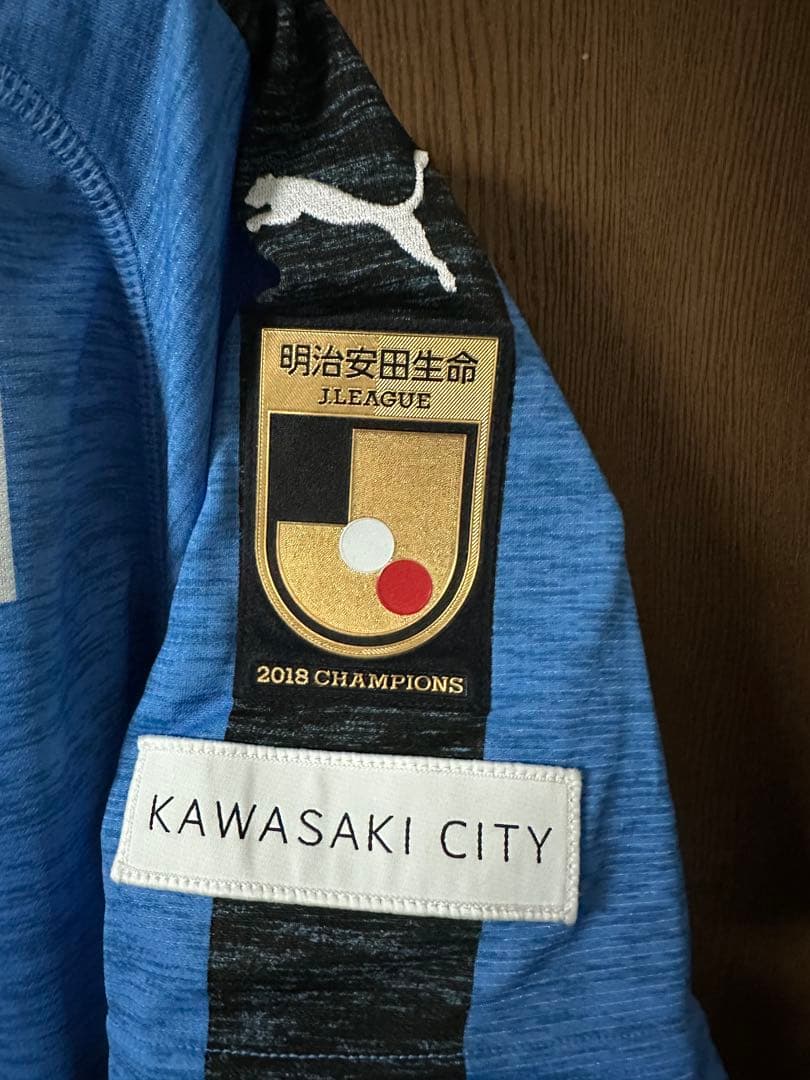 明治安田生命
J.LEAGUE
2018 CHAMPIONS
KAWASAKI CITY